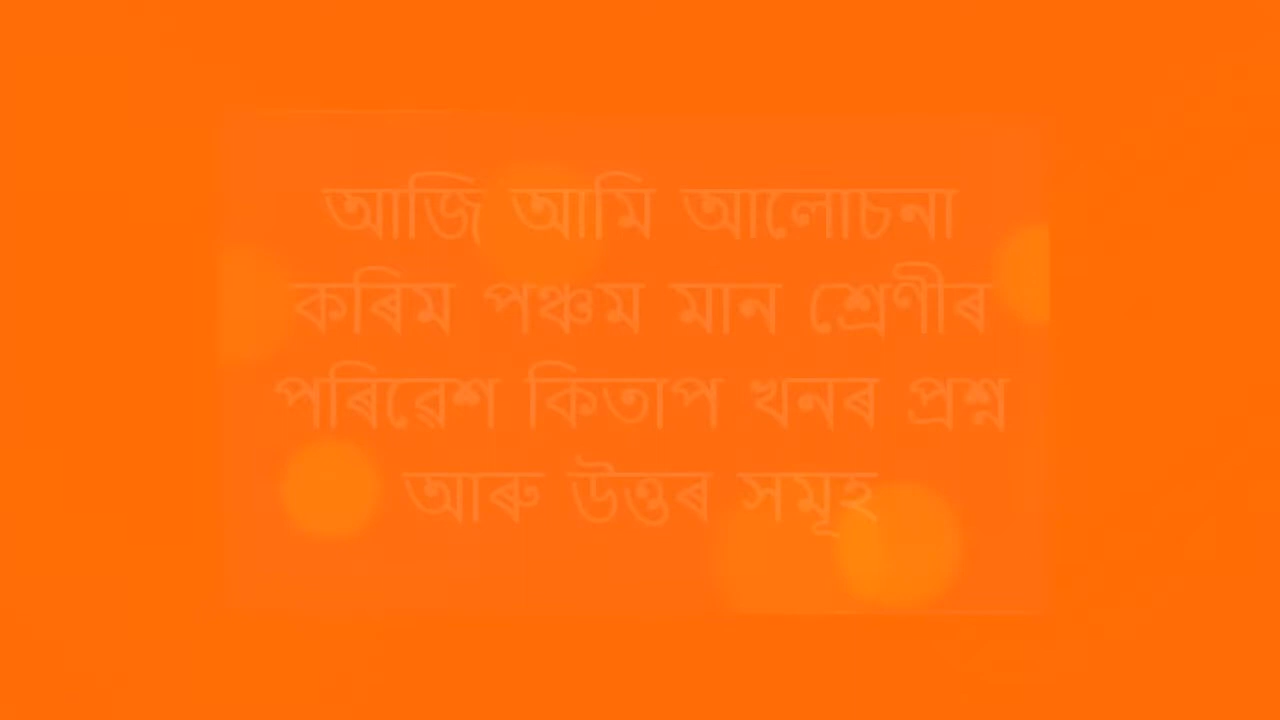 আজি আমি আলোচনা
কৰিম পঞ্চম মান শ্ৰেণীৰ
পৰিৱেশ কিতাপ খনৰ প্ৰশ্ন
আৰু উত্তৰ সমূহ